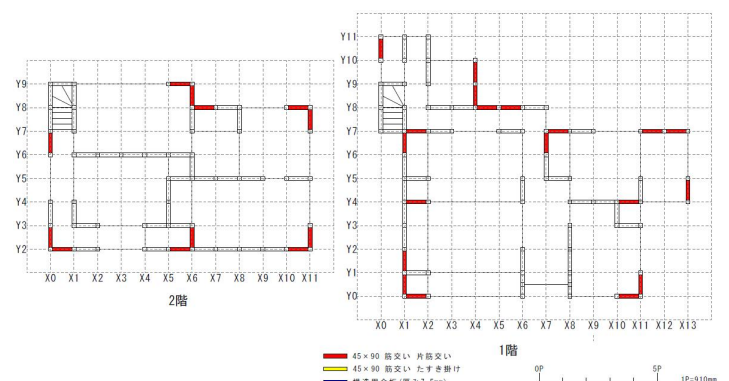 Y11
Y10
Y9
Y8
Y7
Y6
Y5
Y4
Y3
Y2
Y1
Y0
X0 X1 X2 X3 X4 X5 X6 X7 X8 X9 X10 X11 X12 X13
1階
Y9
Y8
Y7
Y6
Y5
Y4
Y3
Y2
X0 X1 X2 X3 X4 X5 X6 X7 X8 X9 X10 X11
2階
45×90 筋交い 片筋交い
45×90 筋交い たすき掛け
0P 5P
1P=910mm